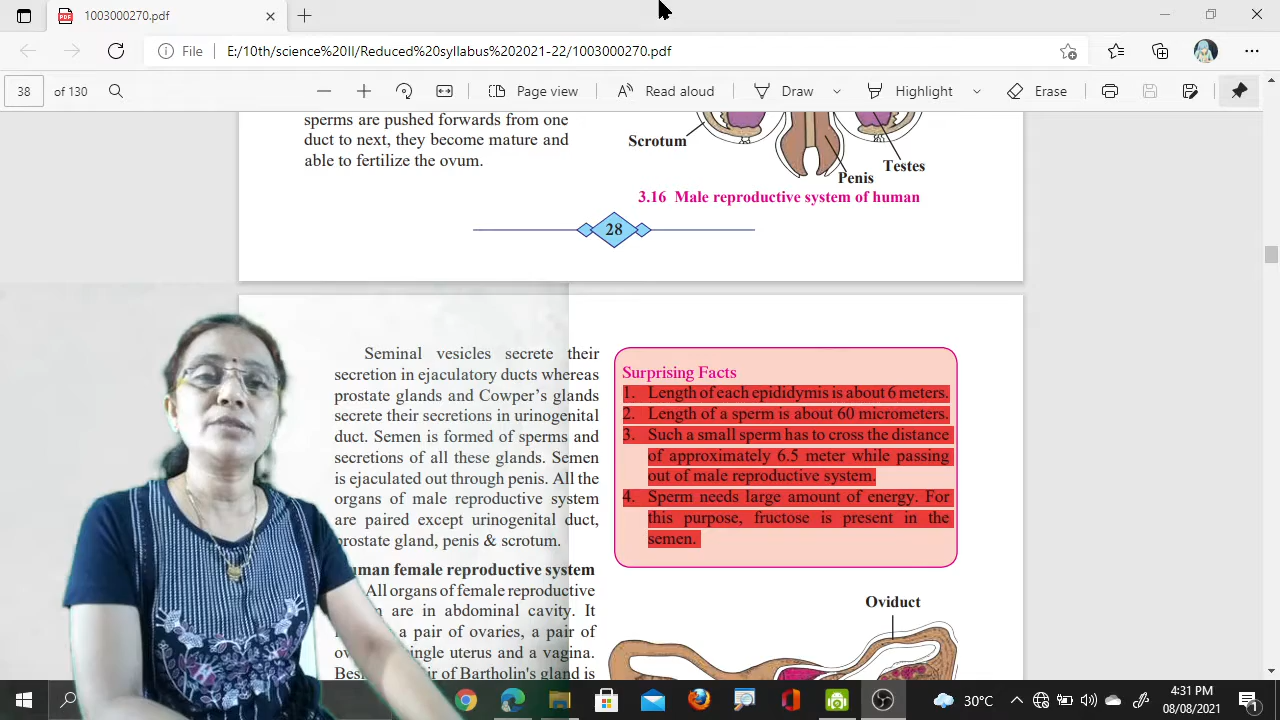 1003000270.pdf
File
E:/10th/science%20II/Reduced%20syllabus%202021-22/1003000270.pdf
38 of 130
Page view
Read aloud
Draw
Highlight
Erase
sperms are pushed forwards from one
duct to next, they become mature and
able to fertilize the ovum.
Scrotum
Testes
Penis
3.16 Male reproductive system of human
28
Seminal vesicles secrete their
secretion in ejaculatory ducts whereas
prostate glands and Cowper's glands
secrete their secretions in urinogenital
duct. Semen is formed of sperms and
secretions of all these glands. Semen
is ejaculated out through penis. All the
organs of male reproductive system
are paired except urinogenital duct,
prostate gland, penis & scrotum.
uman female reproductive system
All organs of female reproductive
are in abdominal cavity. It
a pair of ovaries, a pair of
ingle uterus and a vagina.
ir of Bartholin's gland is
Surprising Facts
1. Length of each epididymis is about 6 meters.
2. Length of a sperm is about 60 micrometers.
3. Such a small sperm has to cross the distance
of approximately 6.5 meter while passing
out of male reproductive system.
4. Sperm needs large amount of energy. For
this purpose, fructose is present in the
semen.
Oviduct
30°C
4:31 PM
08/08/2021
1